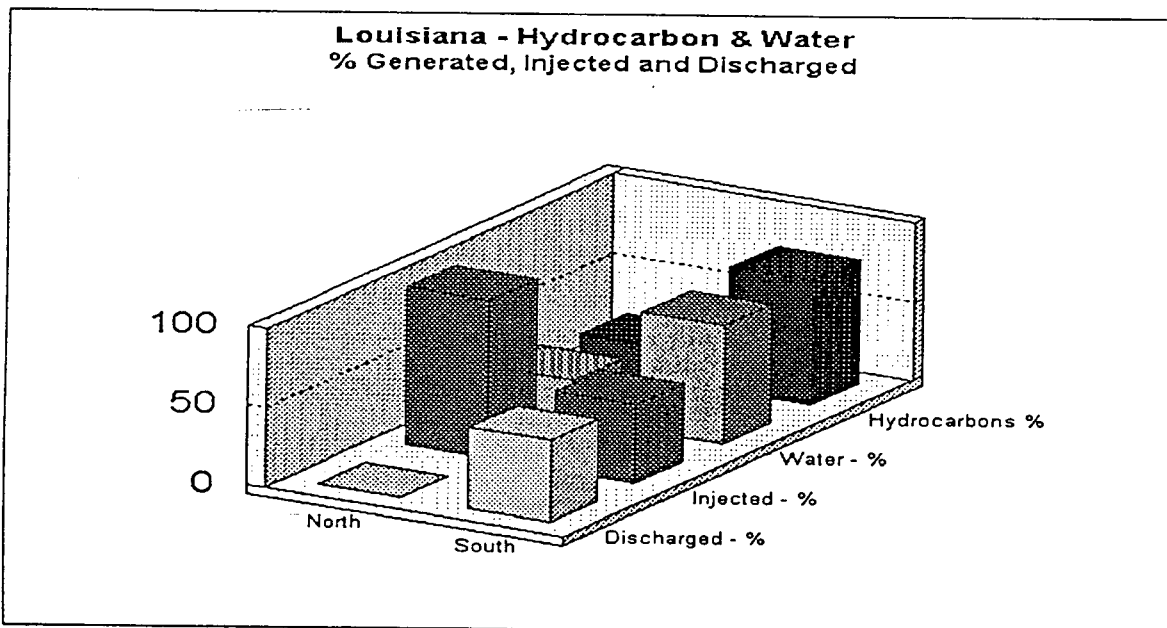 Louisiana - Hydrocarbon & Water
% Generated, Injected and Discharged
100
50
0
North
South
Discharged - %
Injected - %
Water - %
Hydrocarbons %